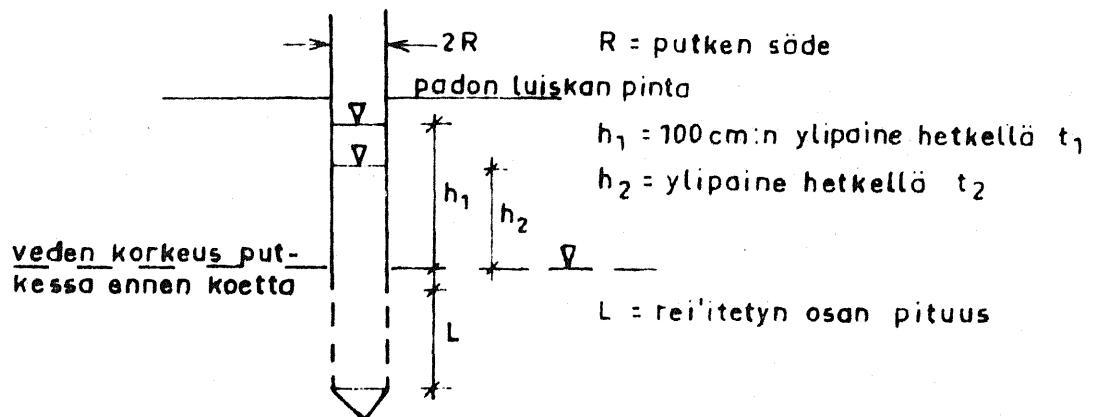 2R
R = putken säde
padon luiskan pinta
h₁ = 100 cm:n ylipaine hetkellä t₁
h₂ = ylipaine hetkellä t₂
h₁
h₂
veden korkeus put-
kessa ennen koetta
L = rei'itetyn osan pituus
L